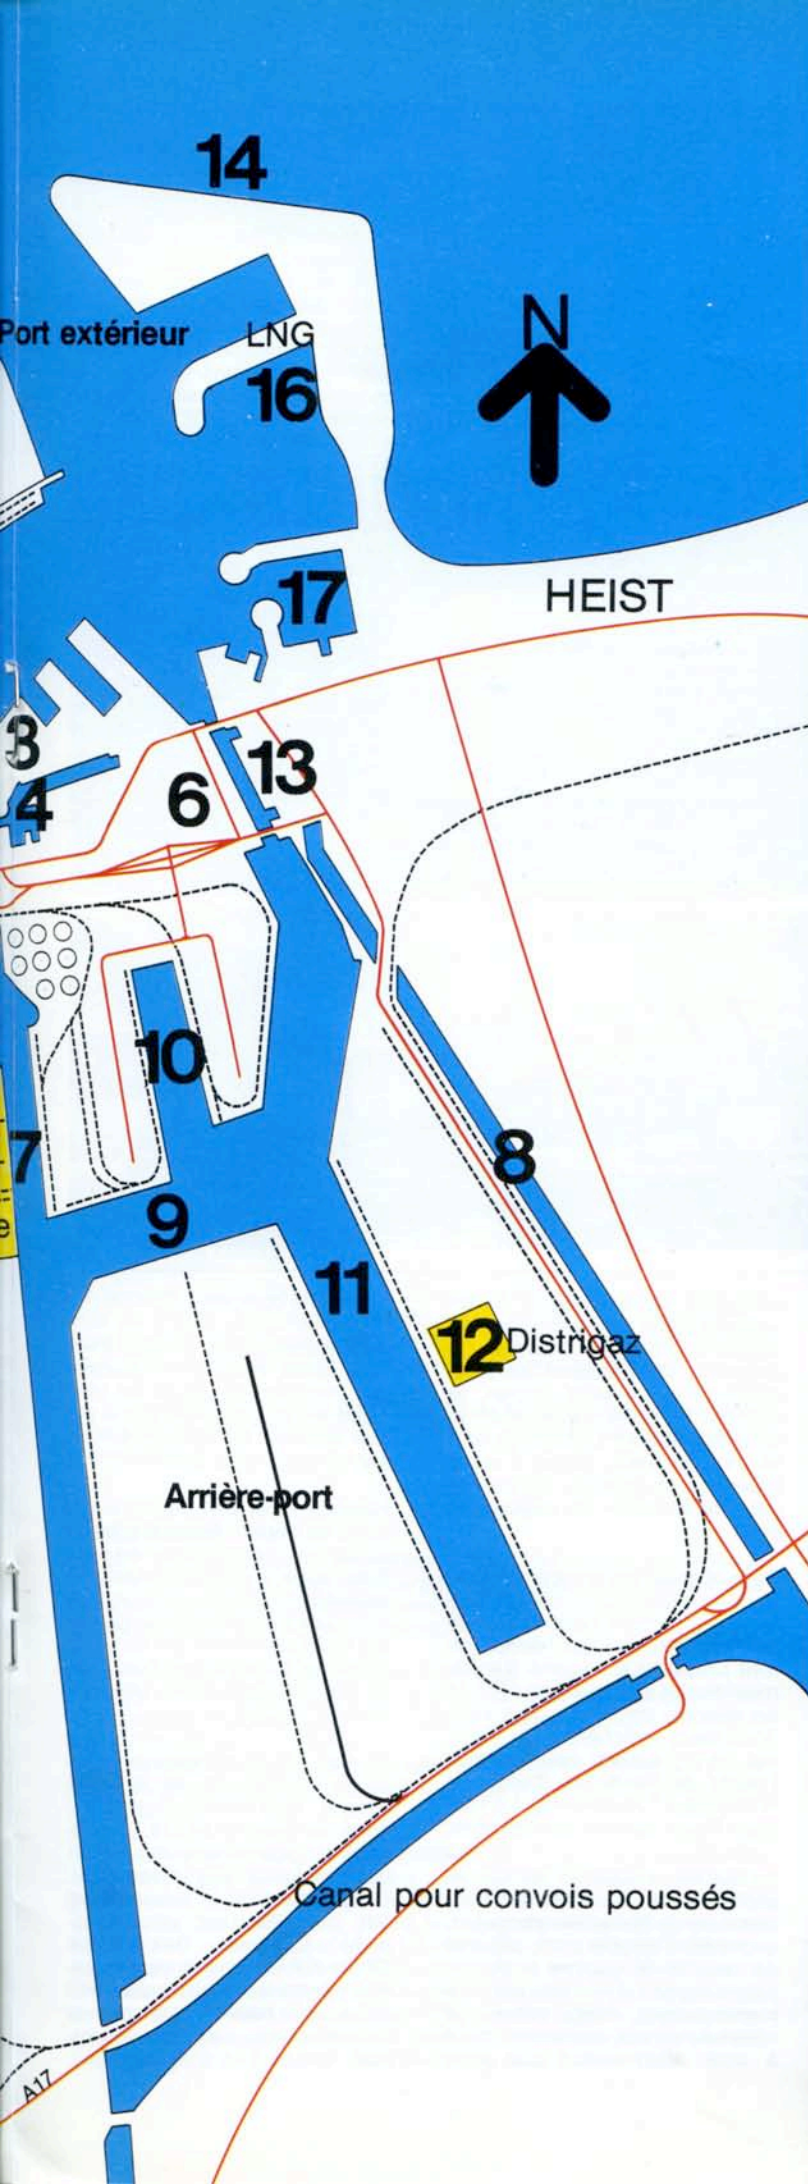 14
N
Port extérieur
LNG
16
17
HEIST
3
13
6
4
10
7
8
9
11
12 Distrigaz
Arrière-port
Canal pour convois poussés
A17